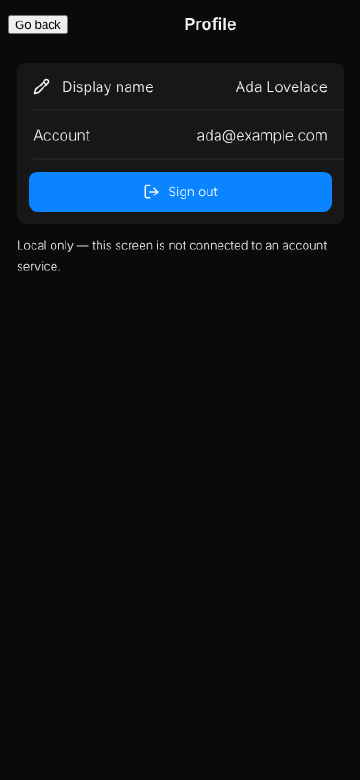 Go back
Profile
Display name Ada Lovelace
Account ada@example.com
Sign out
Local only — this screen is not connected to an account
service.